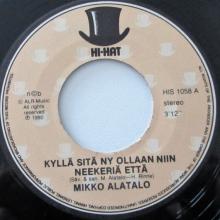 HI-HAT
n©b
℗ ALR-Music
All rights reserved
℗ 1980
HIS 1058 A
stereo
3'12"
KYLLÄ SITÄ NY OLLAAN NIIN
NEEKERIÄ ETTÄ
(Säv. & san. M. Alatalo—H. Rinne)
MIKKO ALATALO